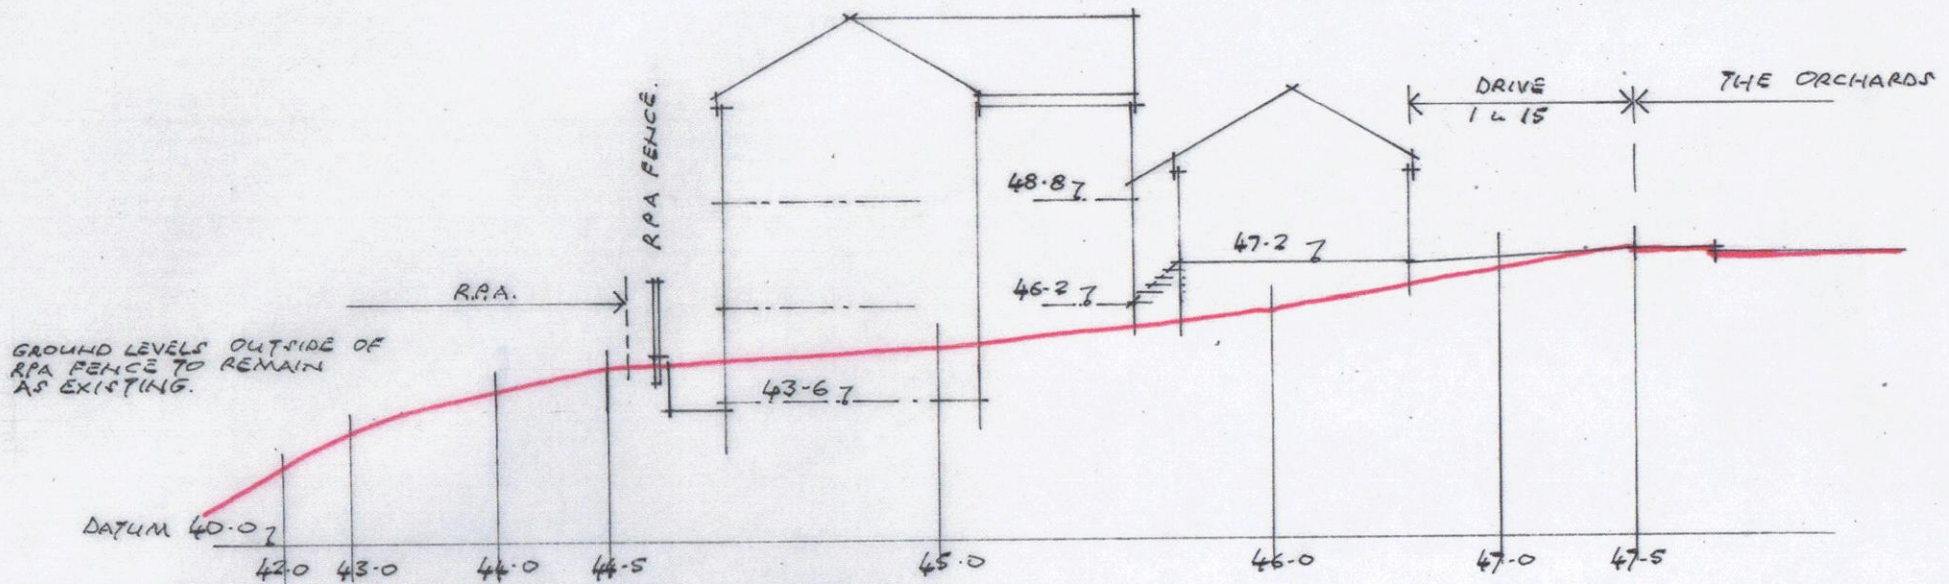 RPA FENCE.
DRIVE
1 in 15
THE ORCHARDS
48.8
47.2
46.2
R.P.A.
GROUND LEVELS OUTSIDE OF
RPA FENCE TO REMAIN
AS EXISTING.
43.6
DATUM 40.0
42.0 43.0 44.0 44.5 45.0 46.0 47.0 47.5